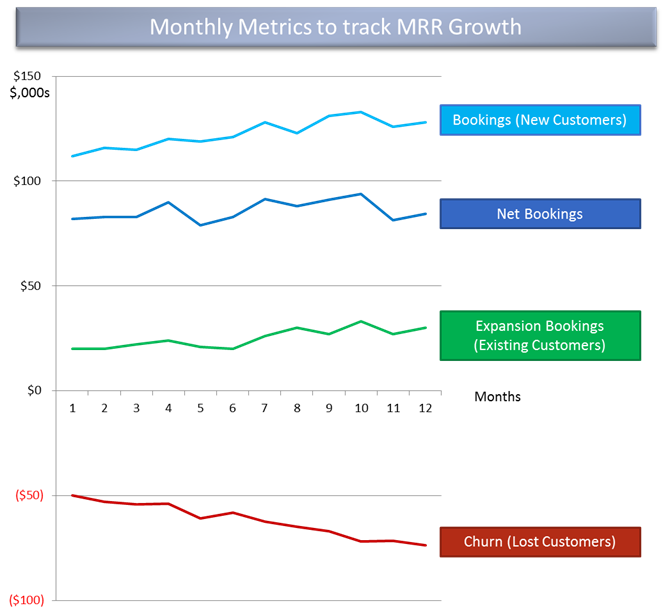 Monthly Metrics to track MRR Growth
$150
$,000s
Bookings (New Customers)
$100
Net Bookings
$50
Expansion Bookings
(Existing Customers)
$0
Months
1 2 3 4 5 6 7 8 9 10 11 12
($50)
Churn (Lost Customers)
($100)